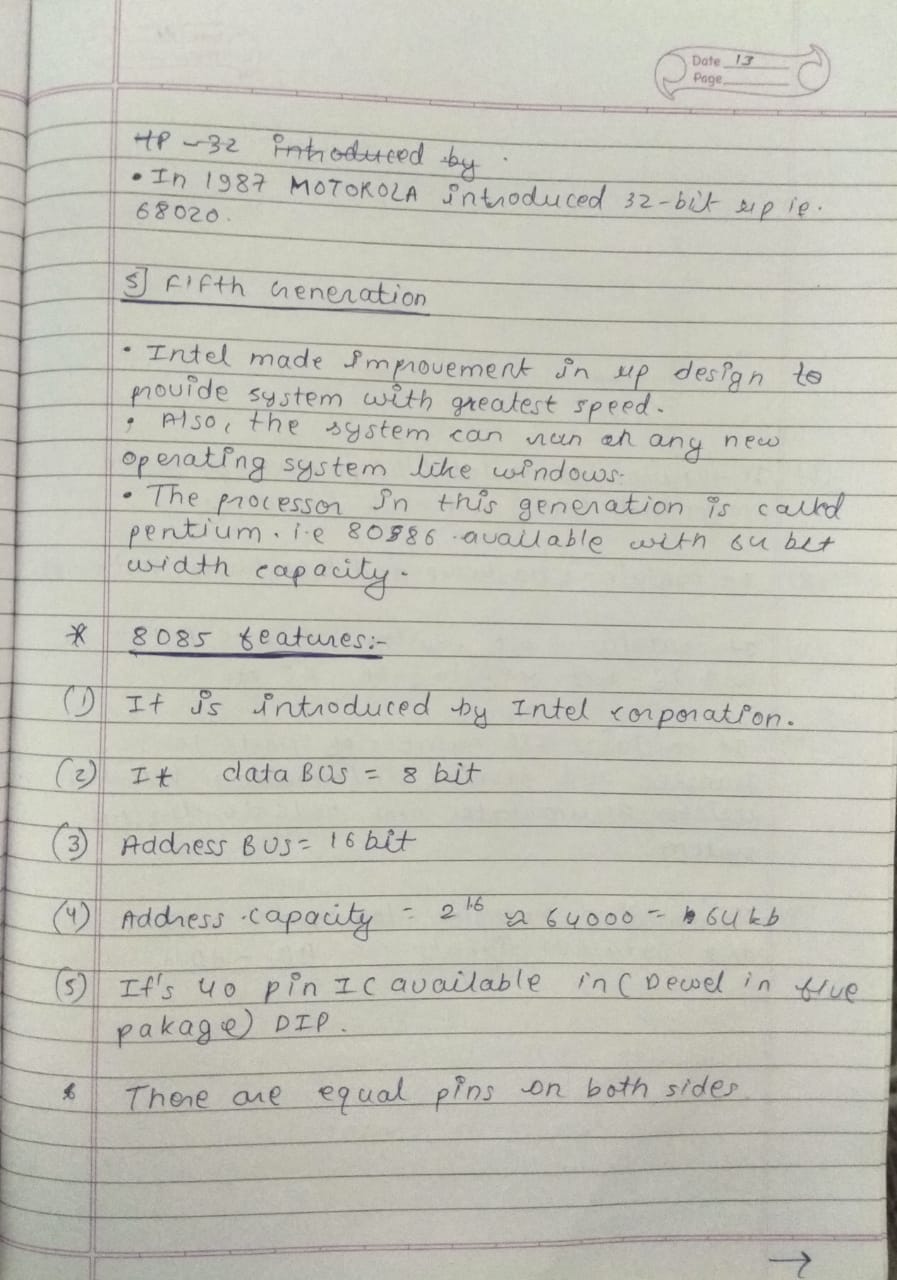 Date 13
Page
HP-32 introduced by.
• In 1987 MOTOROLA introduced 32-bit up ie.
68020.
5] Fifth Generation
• Intel made improvement in up design to
provide system with greatest speed.
• Also, the system can run on any new
operating system like windows.
• The processor in this generation is called
pentium. i.e 80586 available with 64 bit
width capacity.
* 8085 features:-
(1) It is introduced by Intel corporation.
(2) It data BUS = 8 bit
(3) Address BUS = 16 bit
(4) Address capacity = 2^16 ≈ 64000 = 64 kb
(5) It's 40 pin IC available in (Dewel in
pakage) DIP.
There are equal pins on both sides
→